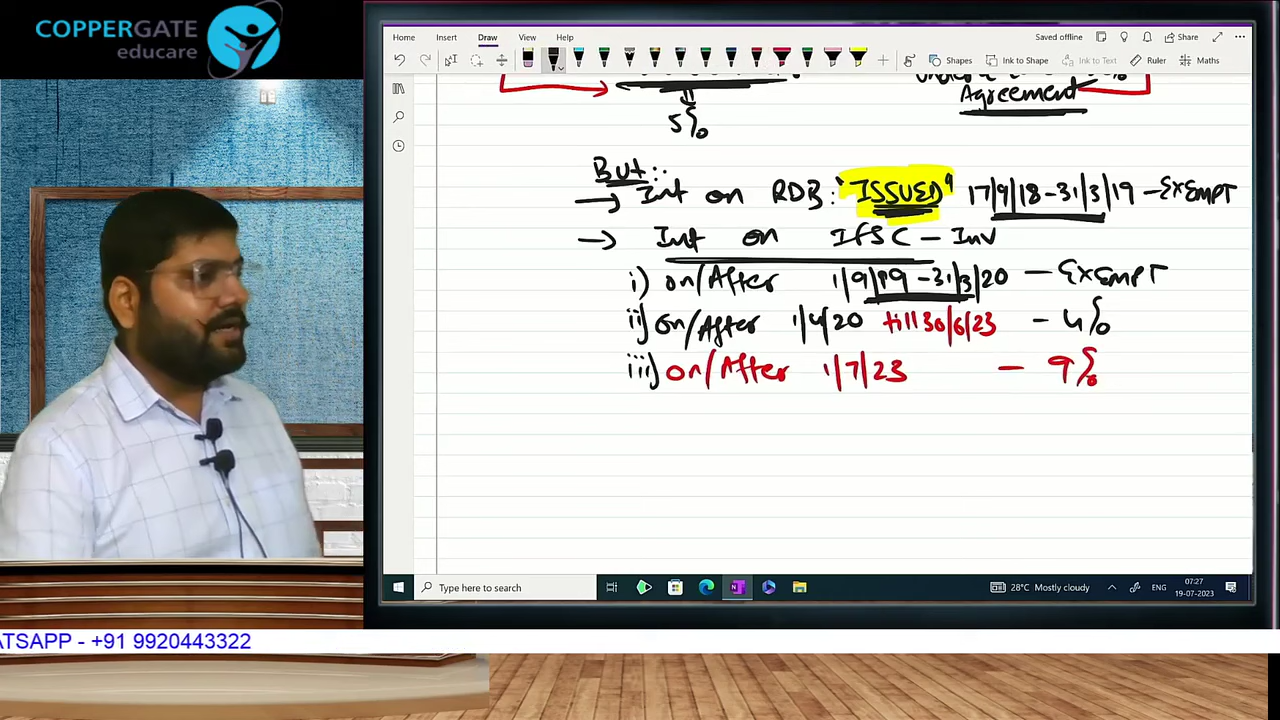 COPPERGATE
educare
Home Insert Draw View Help
Saved offline Share
Shapes Ink to Shape Ink to Text Ruler Maths
Agreement
5%
But:
→ Int on RDB: "ISSUED" 17/9/18-31/3/19 - Exempt
→ Int on IFSC - Inv
i) on/After 1/9/19 - 31/3/20 - Exempt
ii) on/After 1/4/20 till 30/6/23 - 4%
iii) on/After 1/7/23 - 9%
Type here to search
28°C Mostly cloudy ENG 07:27
19-07-2023
ATSAPP - +91 9920443322